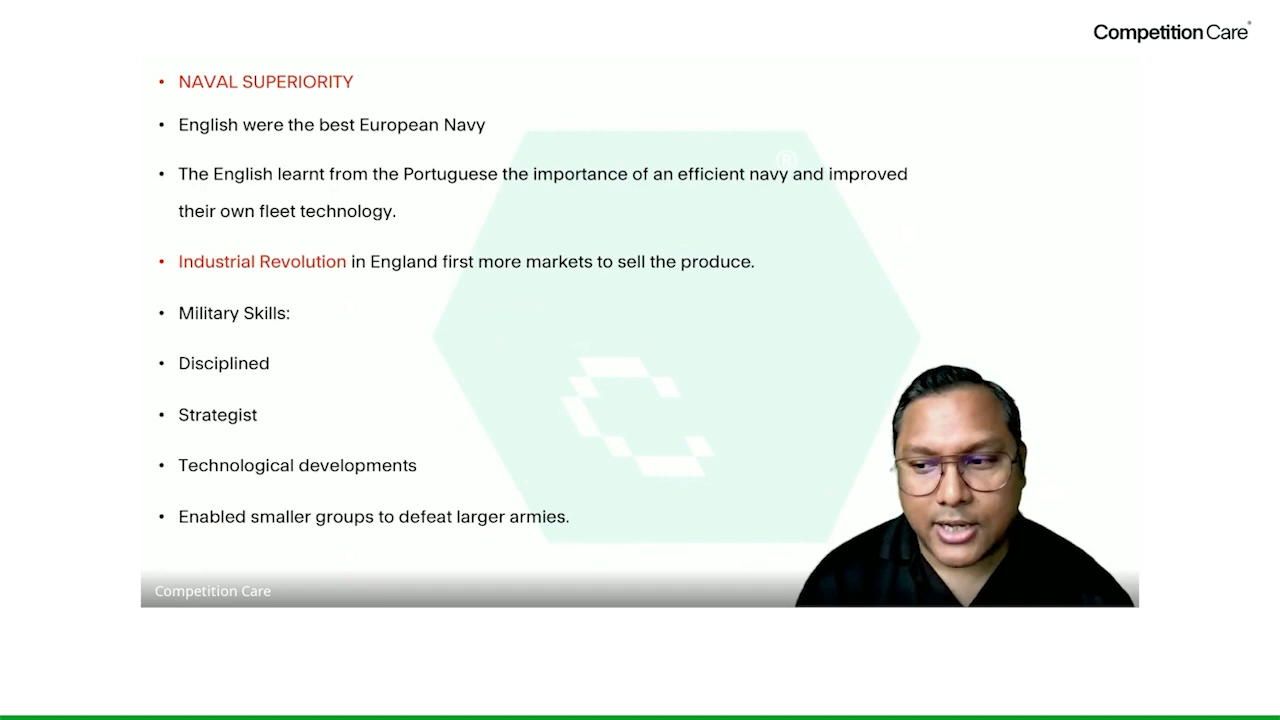 Competition Care®
• NAVAL SUPERIORITY
• English were the best European Navy
• The English learnt from the Portuguese the importance of an efficient navy and improved
their own fleet technology.
• Industrial Revolution in England first more markets to sell the produce.
• Military Skills:
• Disciplined
• Strategist
• Technological developments
• Enabled smaller groups to defeat larger armies.
Competition Care